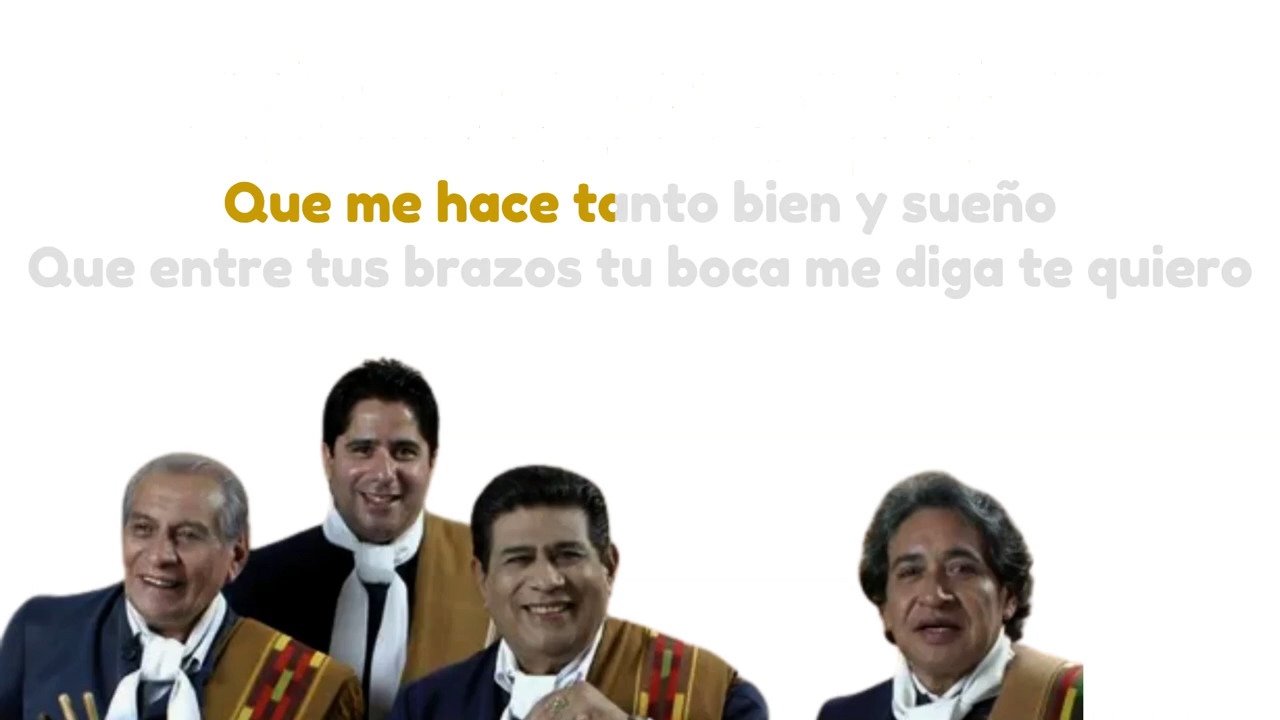 Que me hace tanto bien y sueño
Que entre tus brazos tu boca me diga te quiero